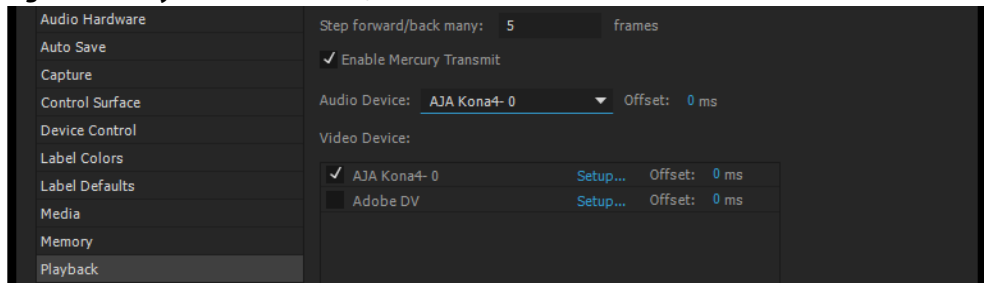 Audio Hardware
Auto Save
Capture
Control Surface
Device Control
Label Colors
Label Defaults
Media
Memory
Playback
Step forward/back many: 5 frames
Enable Mercury Transmit
Audio Device: AJA Kona4- 0 Offset: 0 ms
Video Device:
AJA Kona4- 0 Setup... Offset: 0 ms
Adobe DV Setup... Offset: 0 ms